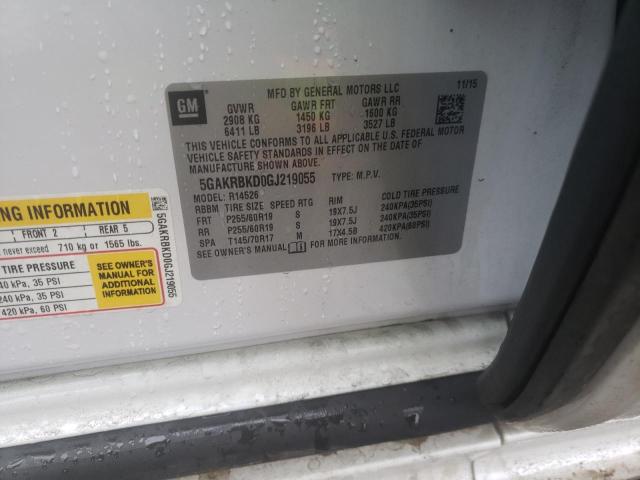 GM
MFD BY GENERAL MOTORS LLC 11/15
GVWR GAWR FRT GAWR RR
2908 KG 1450 KG 1600 KG
6411 LB 3196 LB 3527 LB
THIS VEHICLE CONFORMS TO ALL APPLICABLE U.S. FEDERAL MOTOR
VEHICLE SAFETY STANDARDS IN EFFECT ON THE DATE OF
MANUFACTURE SHOWN ABOVE.
5GAKRBKD0GJ219055 TYPE: M.P.V.
MODEL: R14526
RBBM TIRE SIZE SPEED RTG RIM COLD TIRE PRESSURE
FRT P255/60R19 S 19X7.5J 240KPA(35PSI)
RR P255/60R19 S 19X7.5J 240KPA(35PSI)
SPA T145/70R17 M 17X4.5B 420KPA(60PSI)
SEE OWNER'S MANUAL FOR MORE INFORMATION.
ING INFORMATION
FRONT 2 REAR 5
never exceed 710 kg or 1565 lbs.
TIRE PRESSURE
40 kPa, 35 PSI
240 kPa, 35 PSI
420 kPa, 60 PSI
SEE OWNER'S
MANUAL FOR
ADDITIONAL
INFORMATION
5GAKRBKD0GJ219055